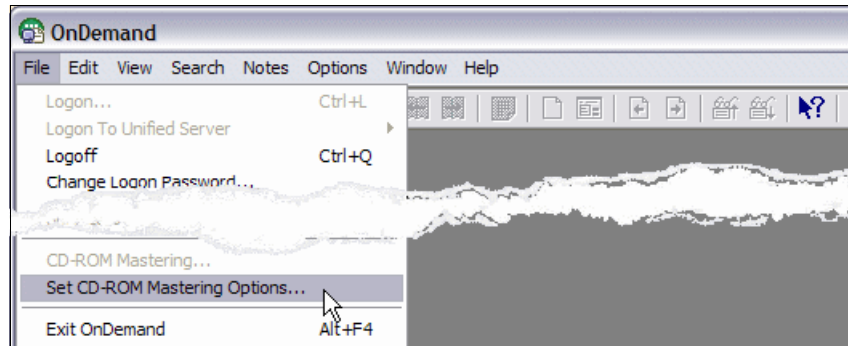 OnDemand
File Edit View Search Notes Options Window Help
Logon... Ctrl+L
Logon To Unified Server
Logoff Ctrl+Q
Change Logon Password...
CD-ROM Mastering...
Set CD-ROM Mastering Options...
Exit OnDemand Alt+F4